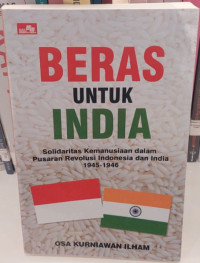 BERAS
UNTUK
INDIA
Solidaritas Kemanusiaan dalam
Pusaran Revolusi Indonesia dan India
1945-1946
OSA KURNIAWAN ILHAM